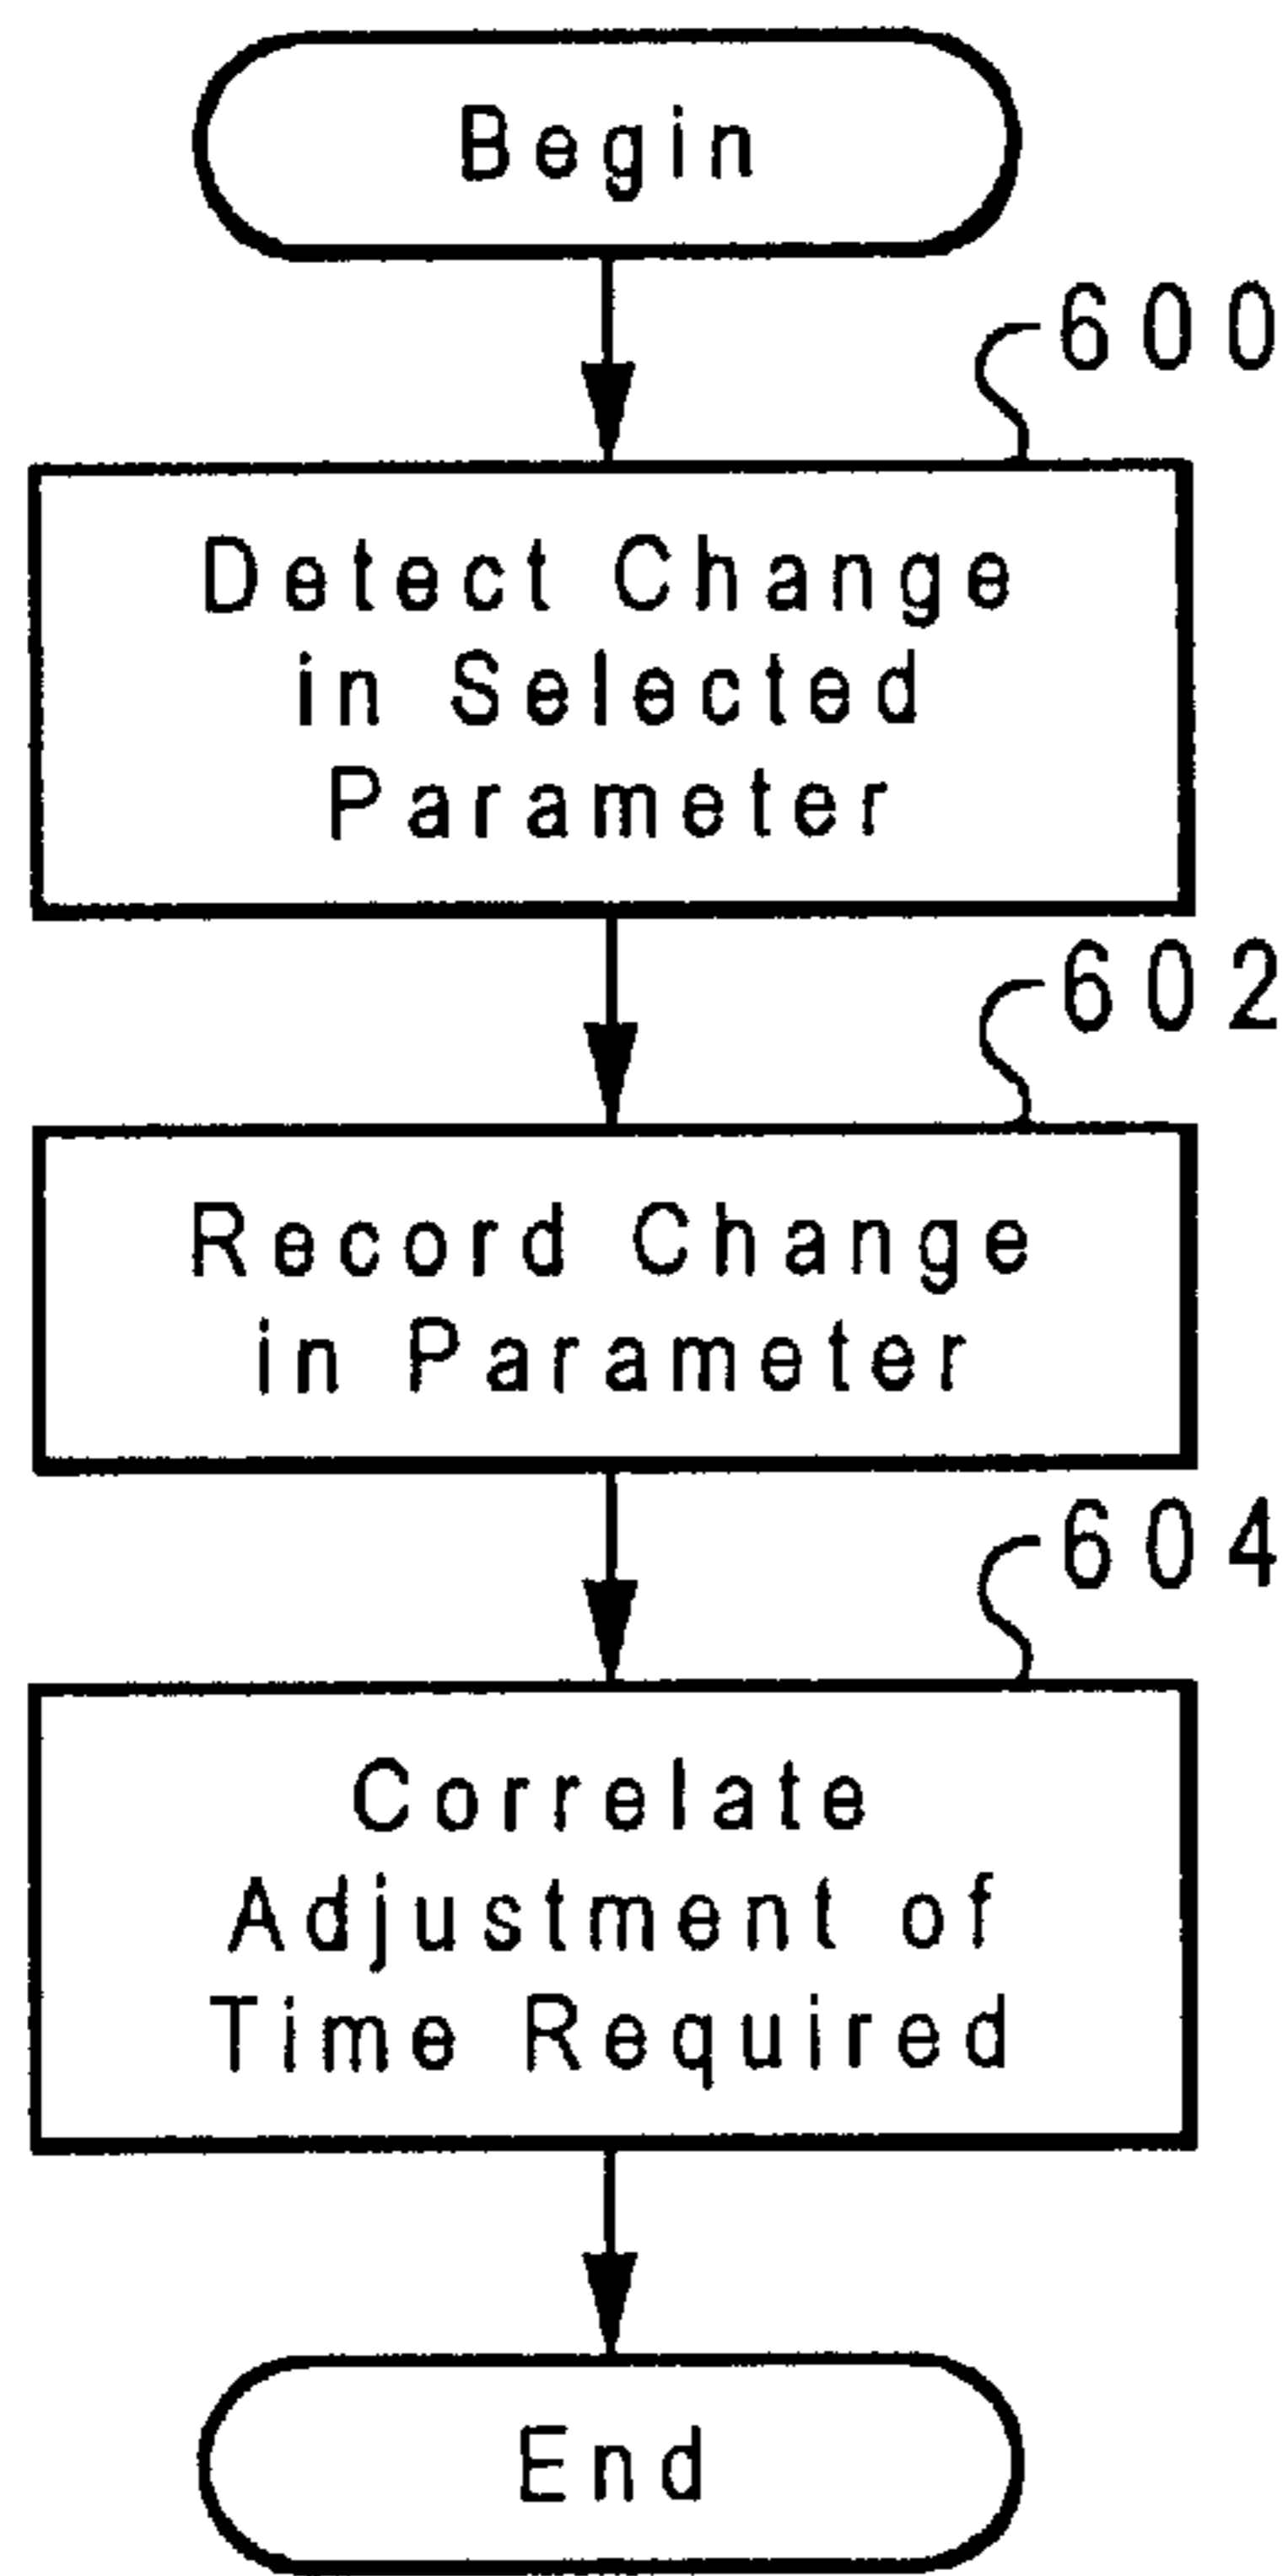 Begin
600
Detect Change
in Selected
Parameter
602
Record Change
in Parameter
604
Correlate
Adjustment of
Time Required
End